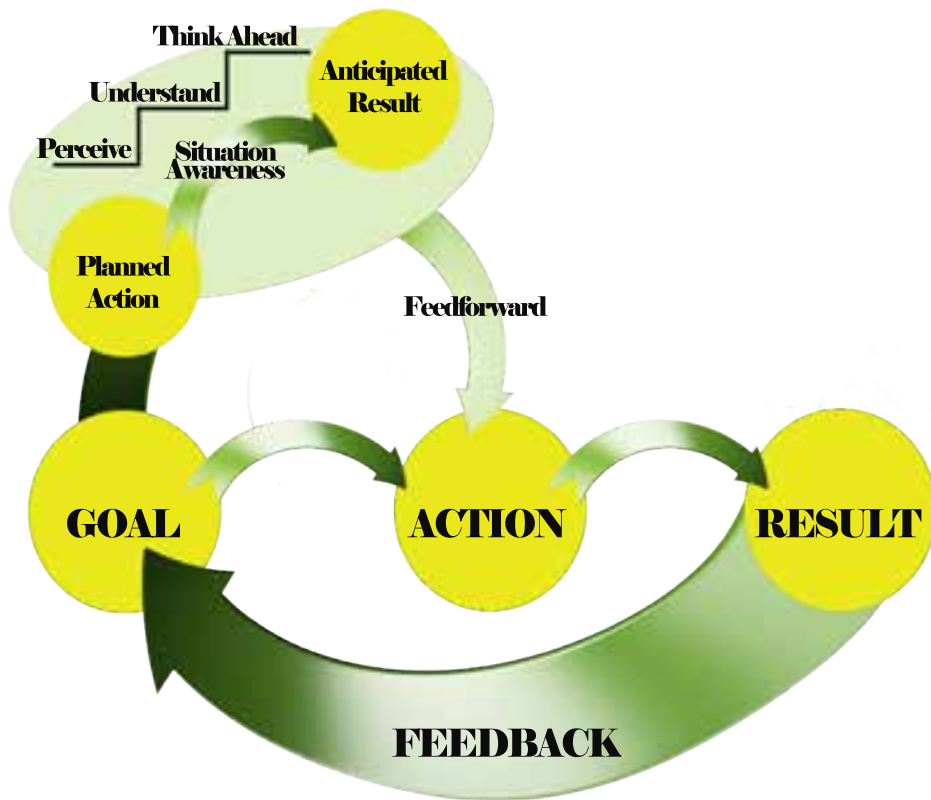 Think Ahead
Understand
Perceive
Anticipated
Result
Situation
Awareness
Planned
Action
Feedforward
GOAL
ACTION
RESULT
FEEDBACK